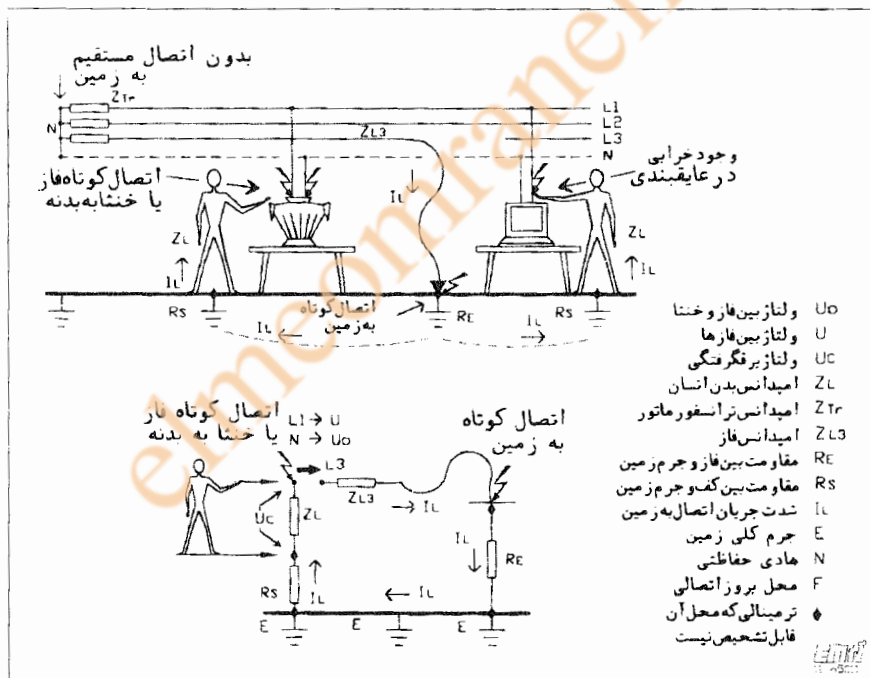 بدون اتصال مستقیم
به زمین
ZTr
L1
L2
ZL3
L3
N
N
وجود خرابی
در عایقبندی
اتصال کوتاه فاز
یا خنثا به بدنه
IL
ZL
ZL
IL
IL
Rs
اتصال کوتاه
به زمین
RE
Rs
IL
IL
Uo ولتاژ بین فاز و خنثا
U ولتاژ بین فازها
Uc ولتاژ برقگرفتگی
ZL امپدانس بدن انسان
ZTr امپدانس ترانسفورماتور
ZL3 امپدانس فاز
RE مقاومت بین فاز و جرم زمین
Rs مقاومت بین کف و جرم زمین
IL شدت جریان اتصال به زمین
E جرم کلی زمین
N هادی حفاظتی
F محل بروز اتصالی
ترمینالی که محل آن
قابل تشحیص نیست
اتصال کوتاه فاز
یا خنثا به بدنه
L1 → U
N → Uo
اتصال کوتاه
به زمین
L3
ZL3
IL
Uc
ZL
IL
RE
Rs
IL
IL
E
E
E
elmeomranen